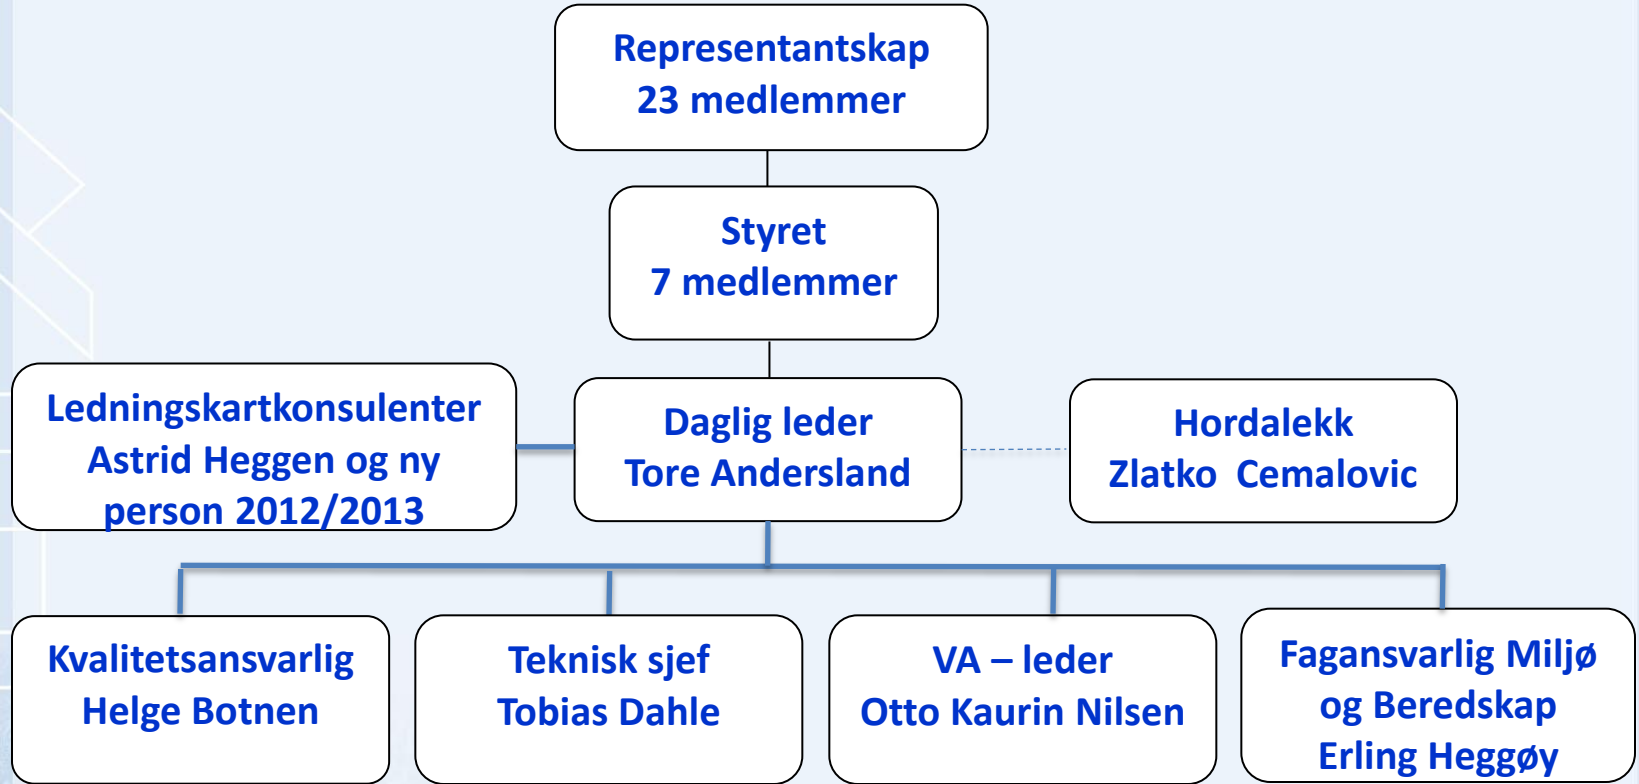 Representantskap
23 medlemmer
Styret
7 medlemmer
Ledningskartkonsulenter
Astrid Heggen og ny
person 2012/2013
Daglig leder
Tore Andersland
Hordalekk
Zlatko Cemalovic
Kvalitetsansvarlig
Helge Botnen
Teknisk sjef
Tobias Dahle
VA – leder
Otto Kaurin Nilsen
Fagansvarlig Miljø
og Beredskap
Erling Heggøy